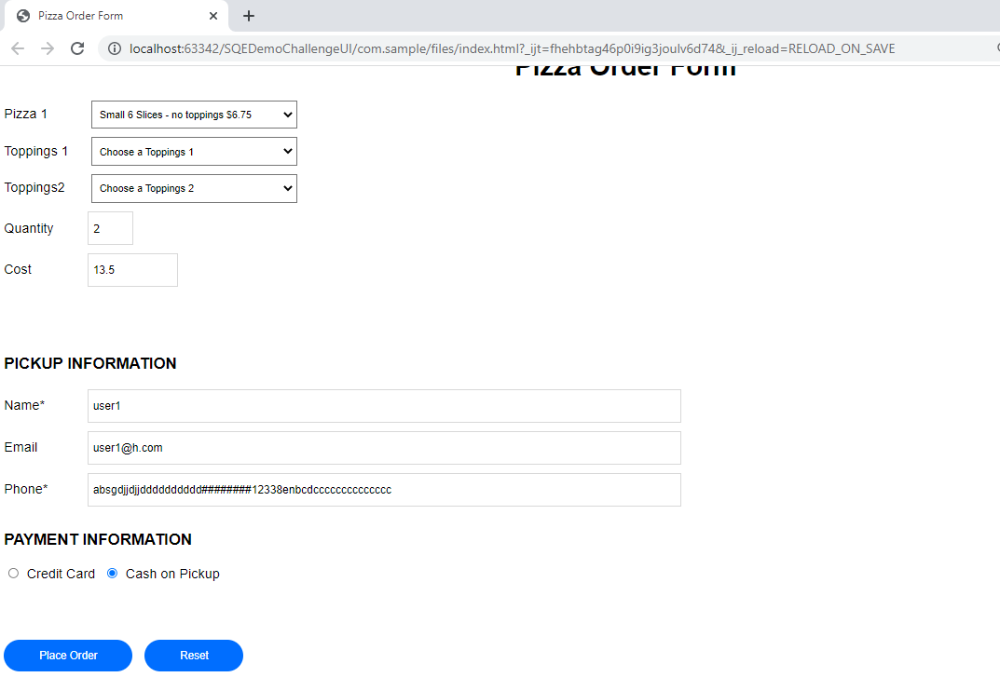 Pizza Order Form
localhost:63342/SQEDemoChallengeUI/com.sample/files/index.html?_ijt=fhehbtag46p0i9ig3joulv6d74&_ij_reload=RELOAD_ON_SAVE
Pizza Order Form
Pizza 1 Small 6 Slices - no toppings $6.75
Toppings 1 Choose a Toppings 1
Toppings2 Choose a Toppings 2
Quantity 2
Cost 13.5
PICKUP INFORMATION
Name* user1
Email user1@h.com
Phone* absgdjjdjjdddddddddd########12338enbcdcccccccccccccc
PAYMENT INFORMATION
Credit Card Cash on Pickup
Place Order Reset